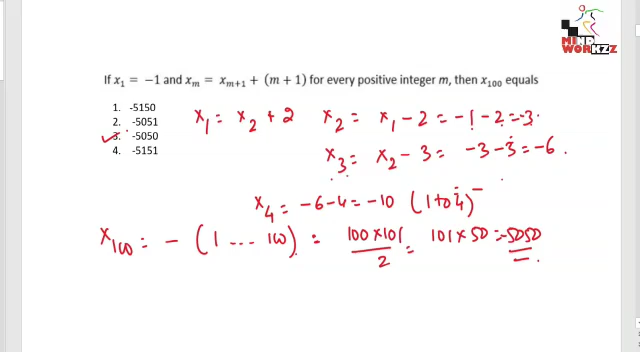 MIND
WORKZZ
If x₁ = −1 and xₘ = xₘ₊₁ + (m + 1) for every positive integer m, then x₁₀₀ equals
1. -5150
2. -5051
3. -5050
4. -5151
x₁ = x₂ + 2 x₂ = x₁ - 2 = -1 - 2 = -3.
x₃ = x₂ - 3 = -3 - 3 = -6.
x₄ = -6 - 4 = -10 (1 to 4)⁻
x₁₀₀ = - (1 ... 100) = 100 × 101 / 2 = 101 × 50 = -5050